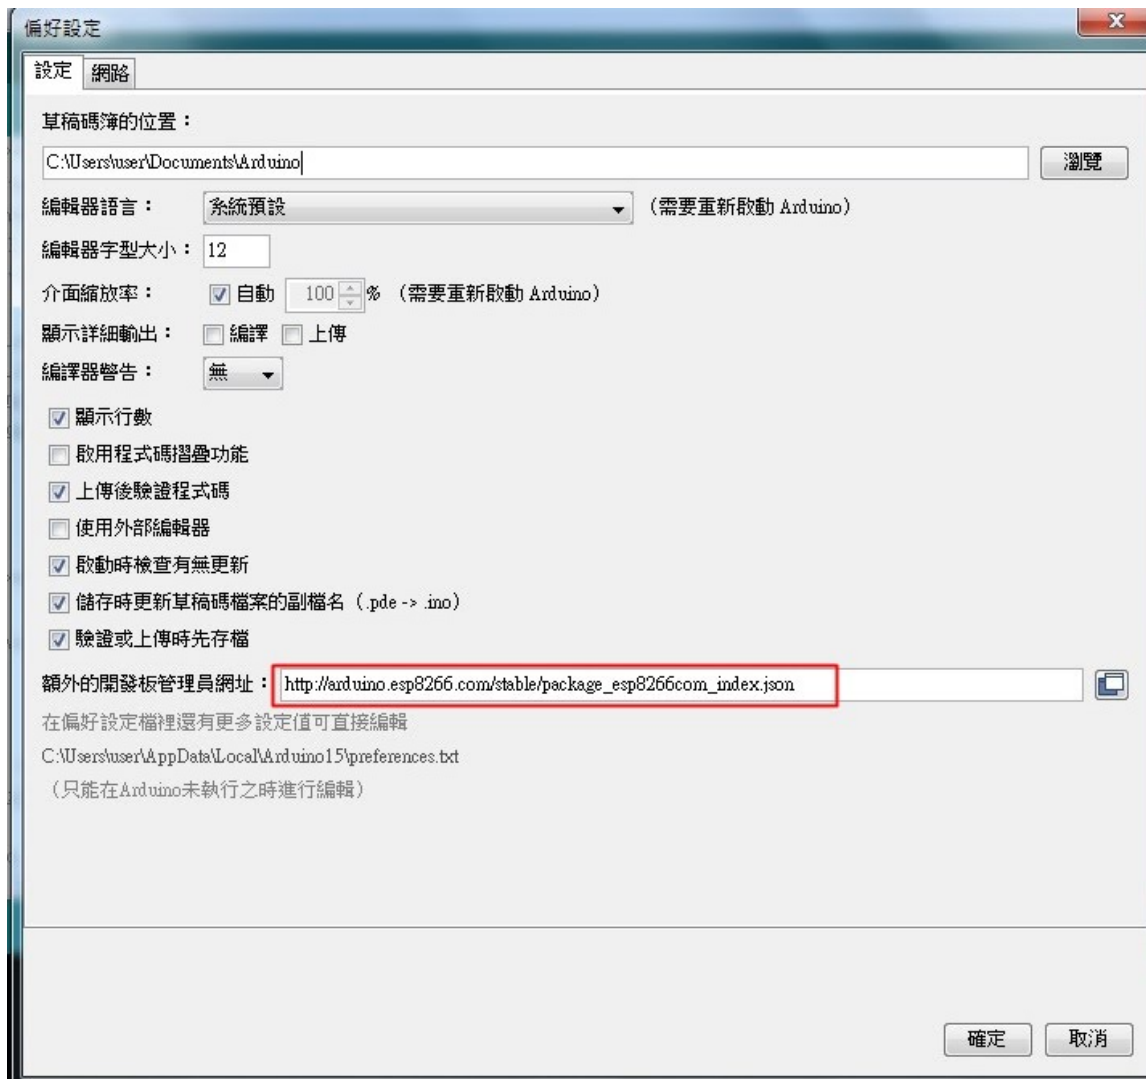 偏好設定
設定 網路
草稿碼簿的位置：
C:\Users\user\Documents\Arduino 瀏覽
編輯器語言： 系統預設 （需要重新啟動 Arduino）
編輯器字型大小： 12
介面縮放率： 自動 100 % （需要重新啟動 Arduino）
顯示詳細輸出： 編譯 上傳
編譯器警告： 無
顯示行數
啟用程式碼摺疊功能
上傳後驗證程式碼
使用外部編輯器
啟動時檢查有無更新
儲存時更新草稿碼檔案的副檔名（.pde -> .ino）
驗證或上傳時先存檔
額外的開發板管理員網址： http://arduino.esp8266.com/stable/package_esp8266com_index.json
在偏好設定檔裡還有更多設定值可直接編輯
C:\Users\user\AppData\Local\Arduino15\preferences.txt
（只能在Arduino未執行之時進行編輯）
確定 取消